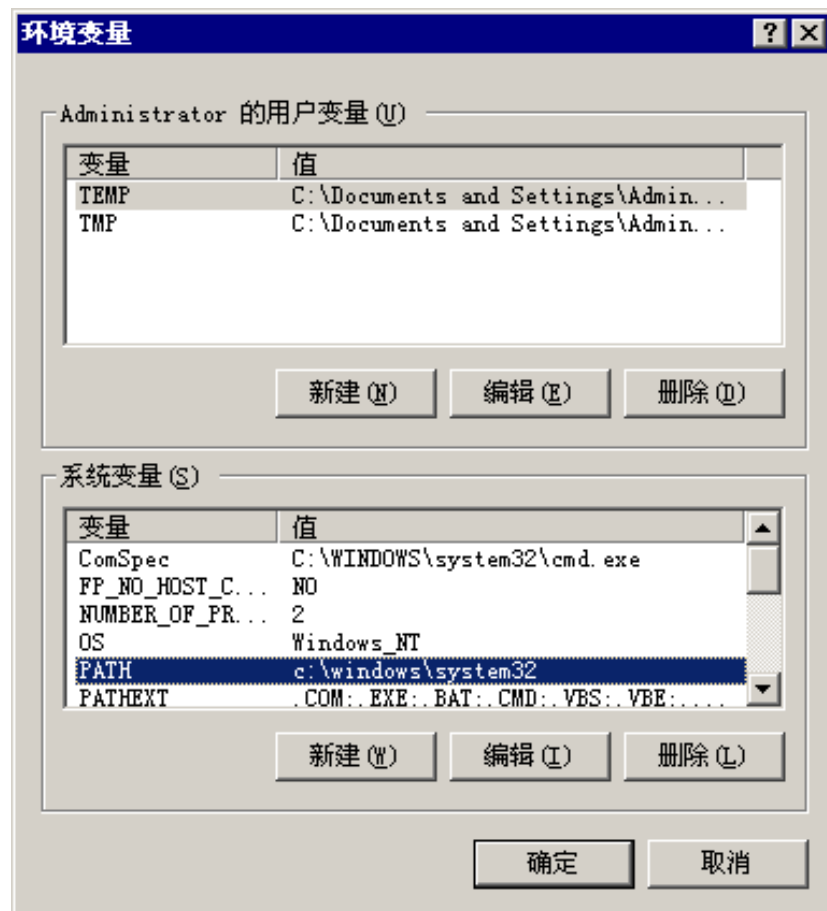 环境变量
Administrator 的用户变量(U)
变量 值
TEMP C:\Documents and Settings\Admin...
TMP C:\Documents and Settings\Admin...
新建(N) 编辑(E) 删除(D)
系统变量(S)
变量 值
ComSpec C:\WINDOWS\system32\cmd.exe
FP_NO_HOST_C... NO
NUMBER_OF_PR... 2
OS Windows_NT
PATH c:\windows\system32
PATHEXT .COM;.EXE;.BAT;.CMD;.VBS;.VBE;....
新建(W) 编辑(I) 删除(L)
确定 取消